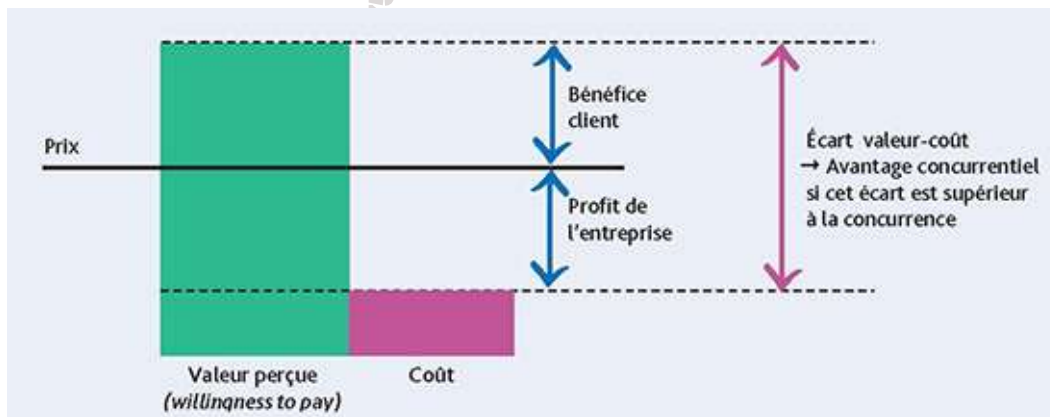 Prix
Bénéfice
client
Profit de
l'entreprise
Écart valeur-coût
→ Avantage concurrentiel
si cet écart est supérieur
à la concurrence
Valeur perçue
(willingness to pay)
Coût